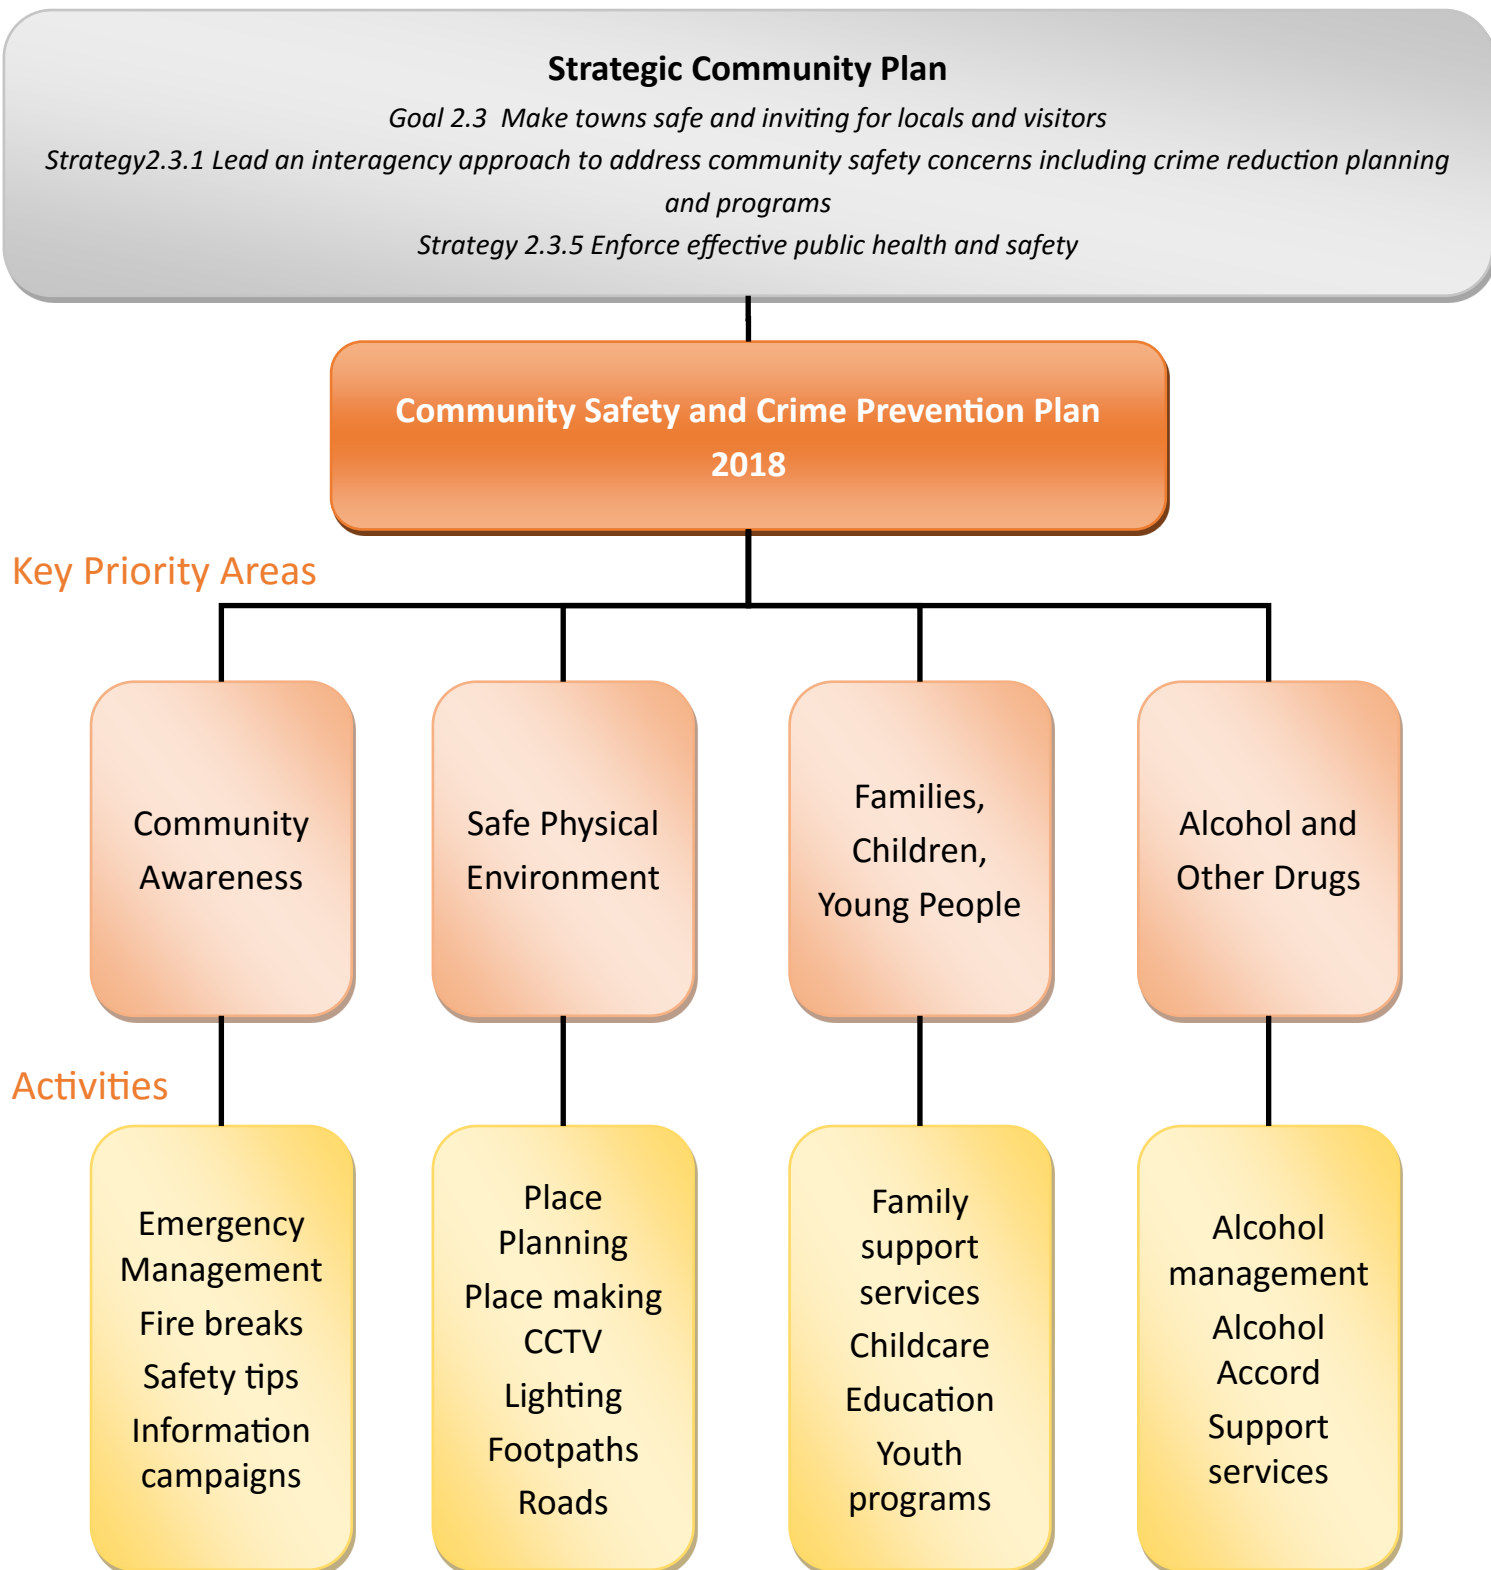 Strategic Community Plan
Goal 2.3  Make towns safe and inviting for locals and visitors
Strategy2.3.1 Lead an interagency approach to address community safety concerns including crime reduction planning
and programs
Strategy 2.3.5 Enforce effective public health and safety
Community Safety and Crime Prevention Plan
2018
Key Priority Areas
Community
Awareness
Safe Physical
Environment
Families,
Children,
Young People
Alcohol and
Other Drugs
Activities
Emergency
Management
Fire breaks
Safety tips
Information
campaigns
Place
Planning
Place making
CCTV
Lighting
Footpaths
Roads
Family
support
services
Childcare
Education
Youth
programs
Alcohol
management
Alcohol
Accord
Support
services